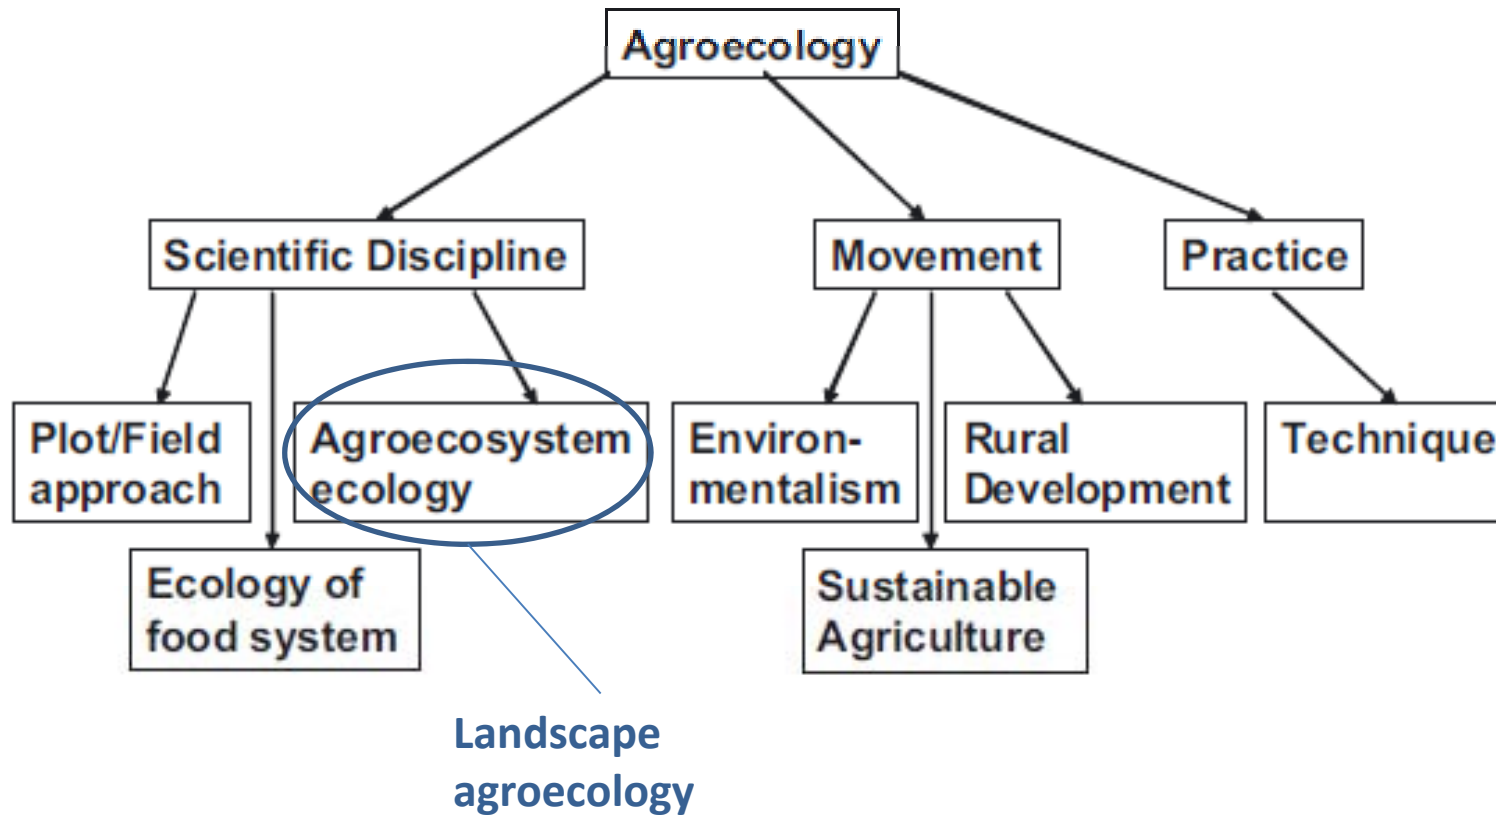 Agroecology
Scientific Discipline
Movement
Practice
Plot/Field
approach
Agroecosystem
ecology
Environ-
mentalism
Rural
Development
Technique
Ecology of
food system
Sustainable
Agriculture
Landscape
agroecology